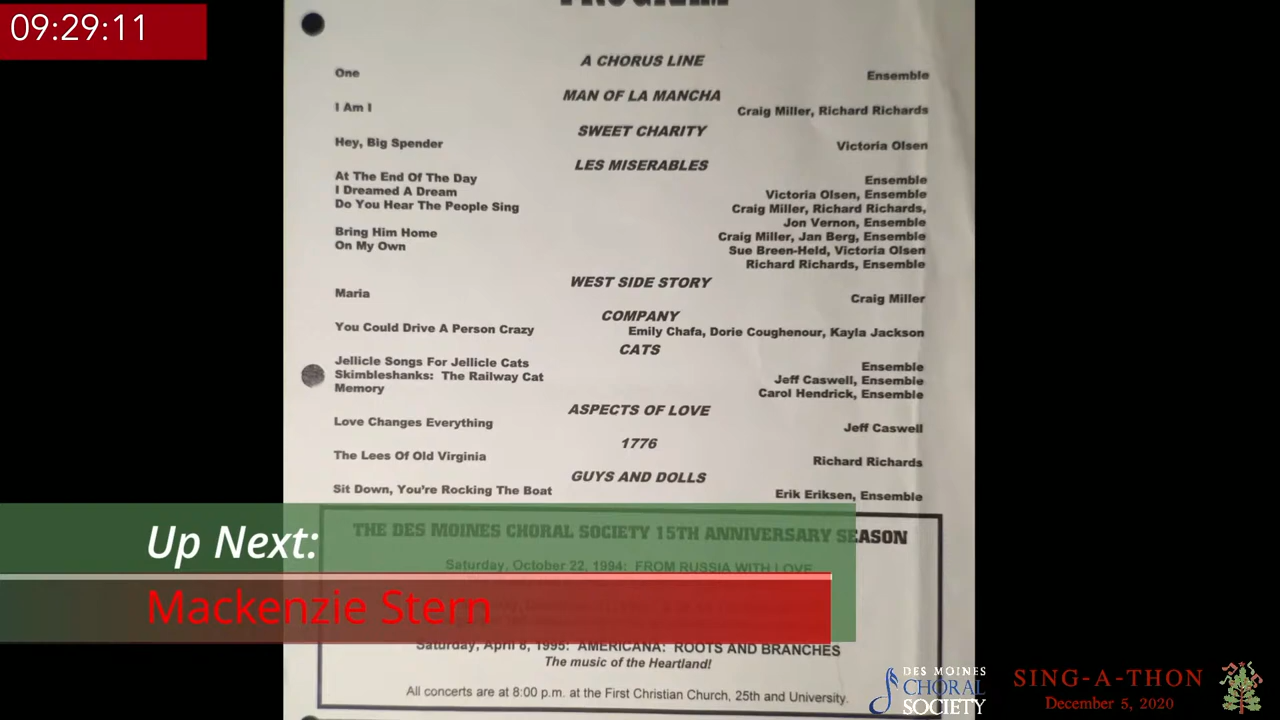 09:29:11
PROGRAM
A CHORUS LINE
One Ensemble
MAN OF LA MANCHA
I Am I Craig Miller, Richard Richards
SWEET CHARITY
Hey, Big Spender Victoria Olsen
LES MISERABLES
At The End Of The Day Ensemble
I Dreamed A Dream Victoria Olsen, Ensemble
Do You Hear The People Sing Craig Miller, Richard Richards,
Jon Vernon, Ensemble
Bring Him Home Craig Miller, Jan Berg, Ensemble
On My Own Sue Breen-Held, Victoria Olsen
Richard Richards, Ensemble
WEST SIDE STORY
Maria Craig Miller
COMPANY
You Could Drive A Person Crazy Emily Chafa, Dorie Coughenour, Kayla Jackson
CATS
Jellicle Songs For Jellicle Cats Ensemble
Skimbleshanks: The Railway Cat Jeff Caswell, Ensemble
Memory Carol Hendrick, Ensemble
ASPECTS OF LOVE
Love Changes Everything Jeff Caswell
1776
The Lees Of Old Virginia Richard Richards
GUYS AND DOLLS
Sit Down, You're Rocking The Boat Erik Eriksen, Ensemble
THE DES MOINES CHORAL SOCIETY 15TH ANNIVERSARY SEASON
Saturday, October 22, 1994: FROM RUSSIA WITH LOVE
Up Next:
Mackenzie Stern
Saturday, April 8, 1995: AMERICANA: ROOTS AND BRANCHES
The music of the Heartland!
All concerts are at 8:00 p.m. at the First Christian Church, 25th and University.
DES MOINES
CHORAL
SOCIETY
SING-A-THON
December 5, 2020